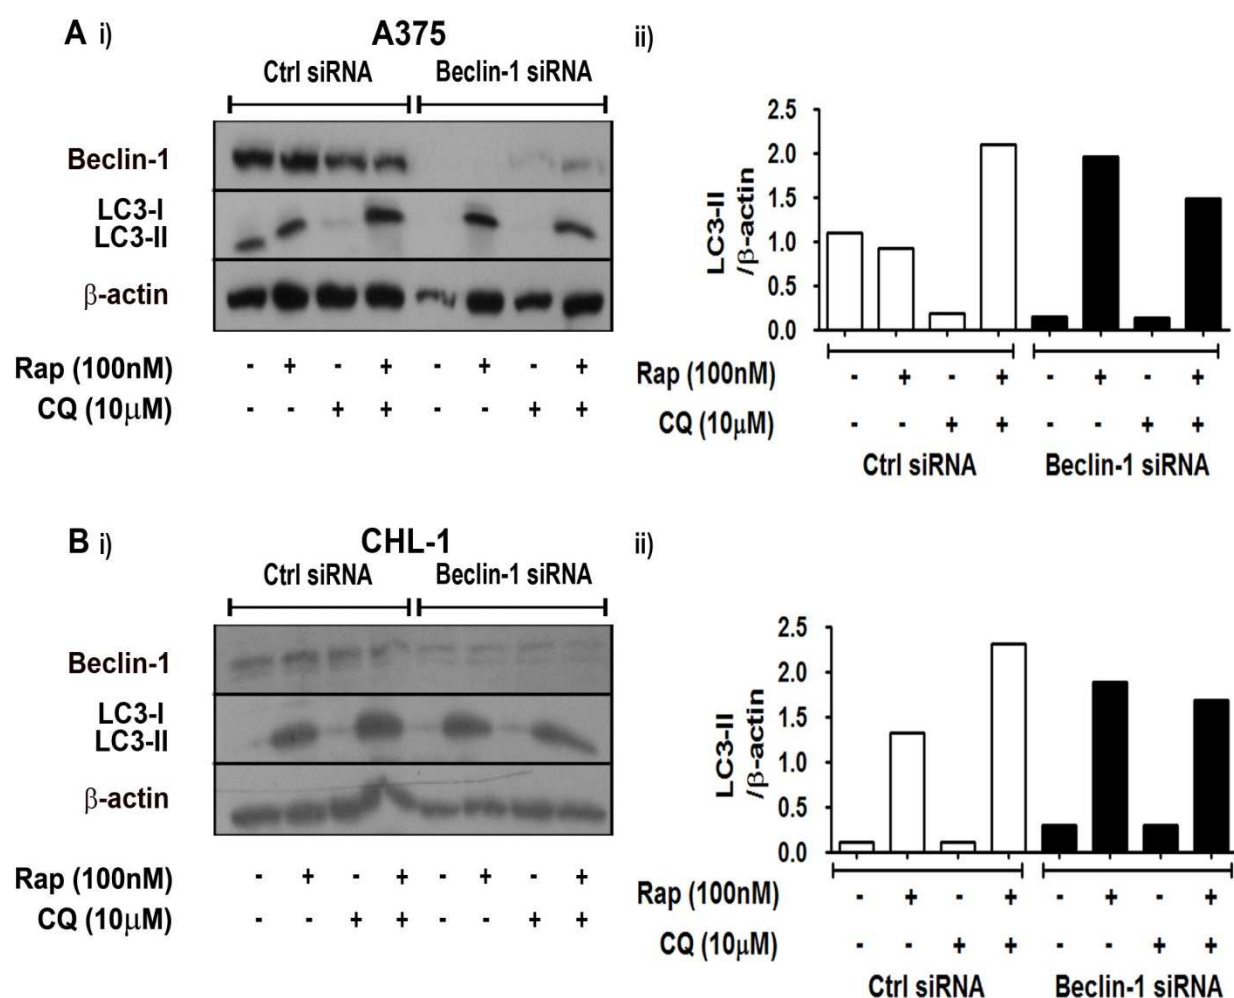 A i)
A375
Ctrl siRNA Beclin-1 siRNA
Beclin-1
LC3-I
LC3-II
β-actin
Rap (100nM) - + - + - + - +
CQ (10μM) - - + + - - + +
ii)
LC3-II
/β-actin
2.5
2.0
1.5
1.0
0.5
0.0
Rap (100nM) - + - + - + - +
CQ (10μM) - - + + - - + +
Ctrl siRNA Beclin-1 siRNA
B i)
CHL-1
Ctrl siRNA Beclin-1 siRNA
Beclin-1
LC3-I
LC3-II
β-actin
Rap (100nM) - + - + - + - +
CQ (10μM) - - + + - - + +
ii)
LC3-II
/β-actin
2.5
2.0
1.5
1.0
0.5
0.0
Rap (100nM) - + - + - + - +
CQ (10μM) - - + + - - + +
Ctrl siRNA Beclin-1 siRNA